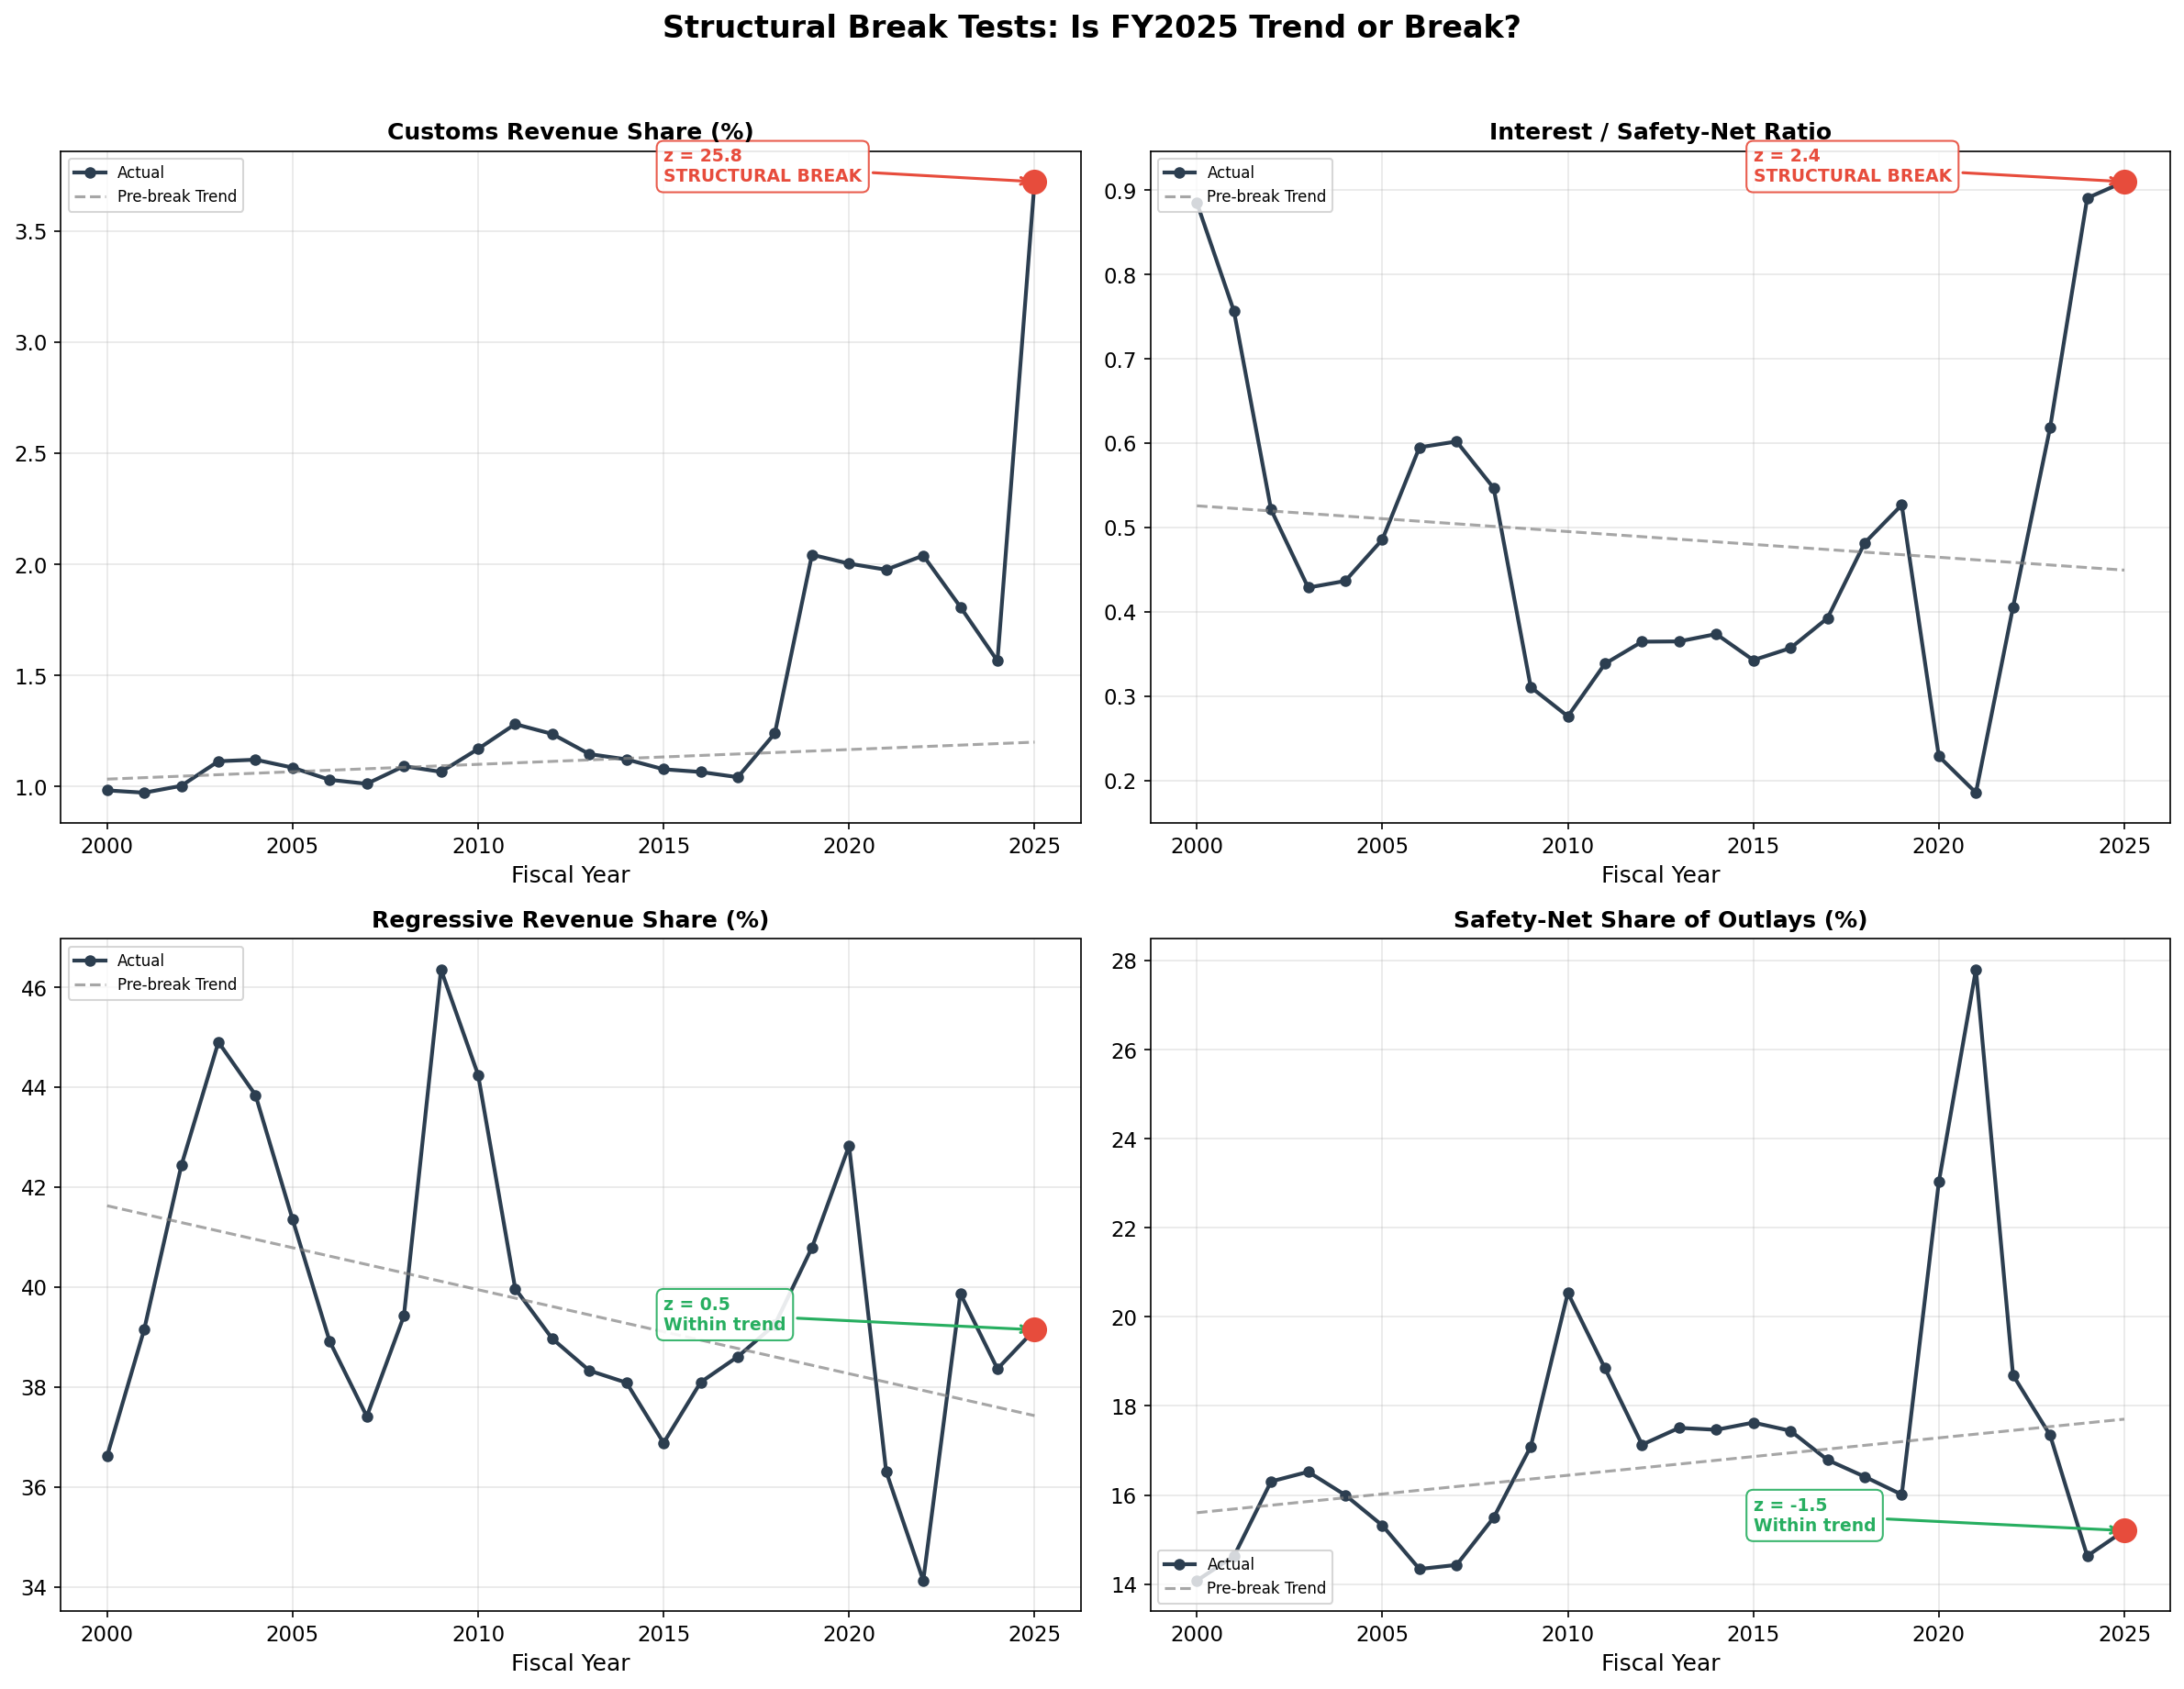 Structural Break Tests: Is FY2025 Trend or Break?
Customs Revenue Share (%)
z = 25.8
STRUCTURAL BREAK
Actual
Pre-break Trend
3.5
3.0
2.5
2.0
1.5
1.0
2000
2005
2010
2015
2020
2025
Fiscal Year
Interest / Safety-Net Ratio
z = 2.4
STRUCTURAL BREAK
Actual
Pre-break Trend
0.9
0.8
0.7
0.6
0.5
0.4
0.3
0.2
2000
2005
2010
2015
2020
2025
Fiscal Year
Regressive Revenue Share (%)
Actual
Pre-break Trend
z = 0.5
Within trend
46
44
42
40
38
36
34
2000
2005
2010
2015
2020
2025
Fiscal Year
Safety-Net Share of Outlays (%)
28
26
24
22
20
18
16
14
z = -1.5
Within trend
Actual
Pre-break Trend
2000
2005
2010
2015
2020
2025
Fiscal Year